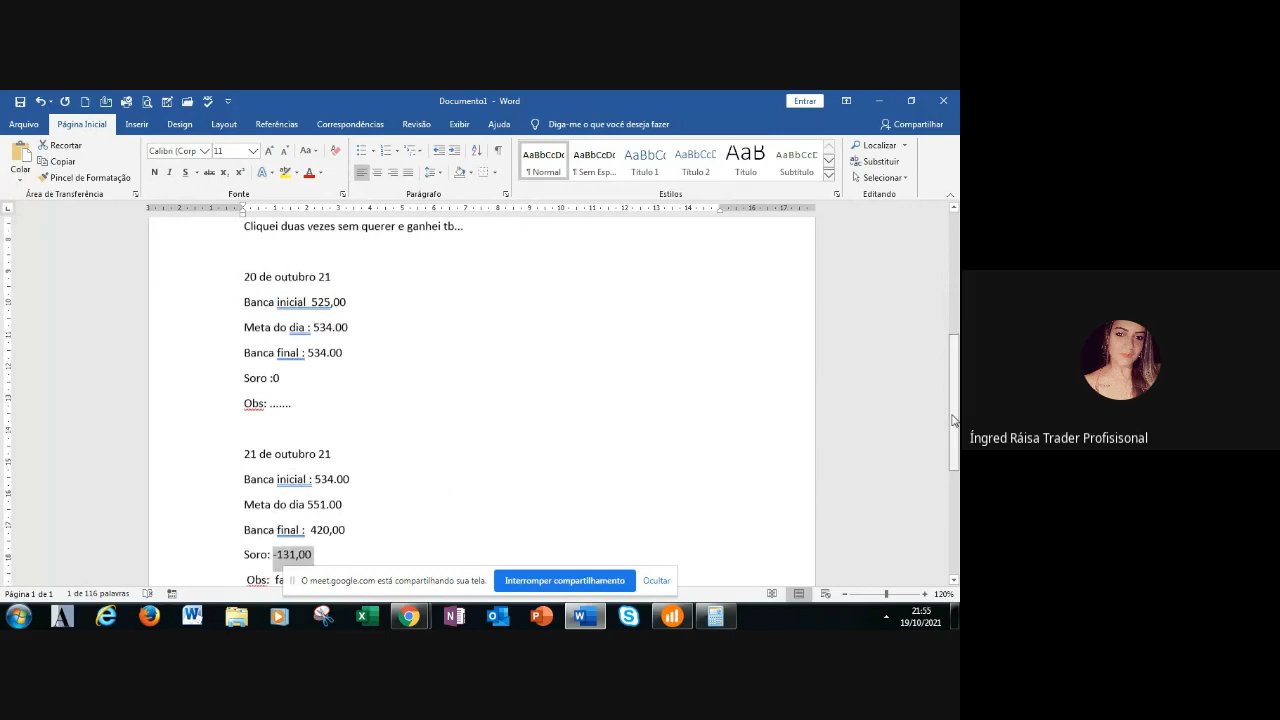 Documento1 - Word
Entrar
Arquivo
Página Inicial
Inserir
Design
Layout
Referências
Correspondências
Revisão
Exibir
Ajuda
Diga-me o que você deseja fazer
Compartilhar
Colar
Recortar
Copiar
Pincel de Formatação
Área de Transferência
Calibri (Corp
11
Fonte
Parágrafo
AaBbCcDc
¶ Normal
AaBbCcDc
¶ Sem Esp...
AaBbCc
Título 1
AaBbCcD
Título 2
AaB
Título
AaBbCcD
Subtítulo
Estilos
Localizar
Substituir
Selecionar
Editando
Cliquei duas vezes sem querer e ganhei tb...
20 de outubro 21
Banca inicial 525,00
Meta do dia : 534.00
Banca final : 534.00
Soro :0
Obs: .......
21 de outubro 21
Banca inicial : 534.00
Meta do dia 551.00
Banca final : 420,00
Soro: -131,00
Obs: fa
O meet.google.com está compartilhando sua tela.
Interromper compartilhamento
Ocultar
Página 1 de 1
1 de 116 palavras
120%
21:55
19/10/2021
Íngred Ráisa Trader Profisisonal